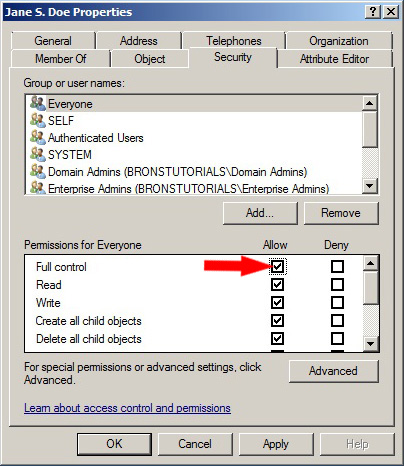 Jane S. Doe Properties
General Address Telephones Organization
Member Of Object Security Attribute Editor
Group or user names:
Everyone
SELF
Authenticated Users
SYSTEM
Domain Admins (BRONSTUTORIALS\Domain Admins)
Enterprise Admins (BRONSTUTORIALS\Enterprise Admins)
Add... Remove
Permissions for Everyone Allow Deny
Full control
Read
Write
Create all child objects
Delete all child objects
For special permissions or advanced settings, click
Advanced.
Advanced
Learn about access control and permissions
OK Cancel Apply Help